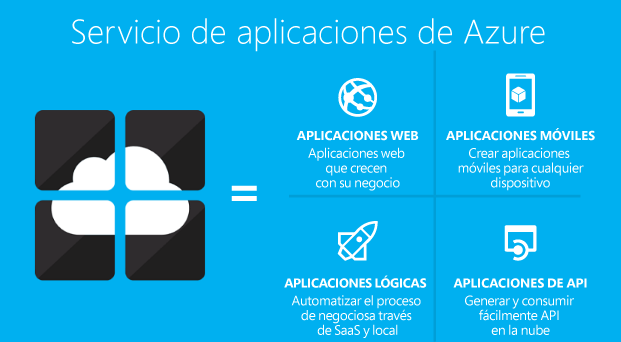 Servicio de aplicaciones de Azure
APLICACIONES WEB
Aplicaciones web
que crecen
con su negocio
APLICACIONES MÓVILES
Crear aplicaciones
móviles para cualquier
dispositivo
=
APLICACIONES LÓGICAS
Automatizar el proceso
de negociosa través
de SaaS y local
APLICACIONES DE API
Generar y consumir
fácilmente API
en la nube